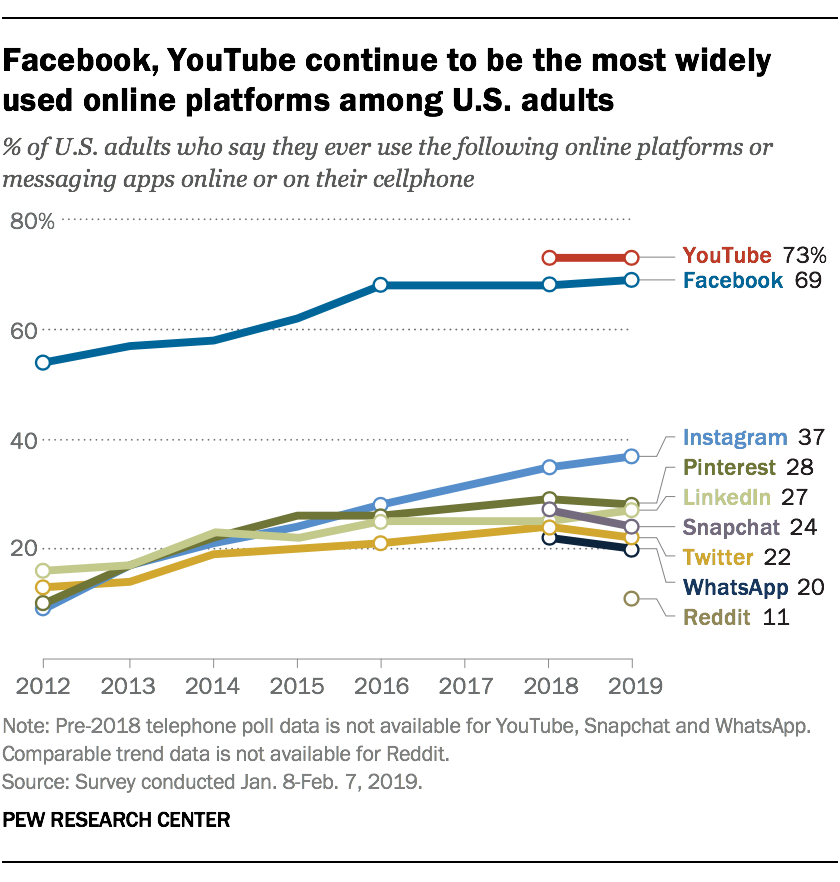 Facebook, YouTube continue to be the most widely
used online platforms among U.S. adults
% of U.S. adults who say they ever use the following online platforms or
messaging apps online or on their cellphone
80%
60
40
20
YouTube 73%
Facebook 69
Instagram 37
Pinterest 28
LinkedIn 27
Snapchat 24
Twitter 22
WhatsApp 20
Reddit 11
2012 2013 2014 2015 2016 2017 2018 2019
Note: Pre-2018 telephone poll data is not available for YouTube, Snapchat and WhatsApp.
Comparable trend data is not available for Reddit.
Source: Survey conducted Jan. 8-Feb. 7, 2019.
PEW RESEARCH CENTER